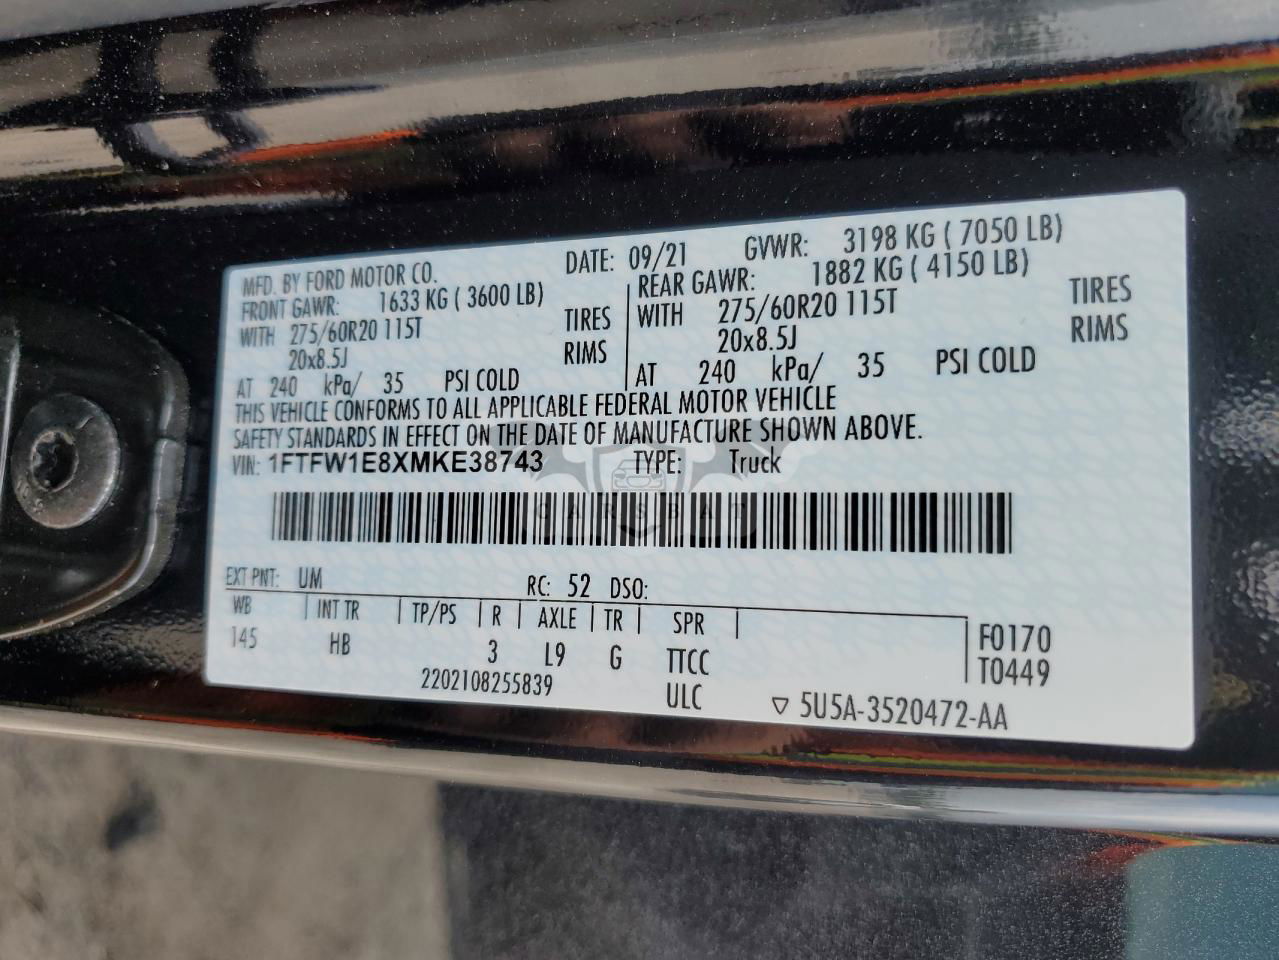 MFD. BY FORD MOTOR CO. DATE: 09/21 GVWR: 3198 KG ( 7050 LB)
FRONT GAWR: 1633 KG ( 3600 LB) REAR GAWR: 1882 KG ( 4150 LB)
WITH 275/60R20 115T TIRES WITH 275/60R20 115T TIRES
20x8.5J RIMS 20x8.5J RIMS
AT 240 kPa/ 35 PSI COLD AT 240 kPa/ 35 PSI COLD
THIS VEHICLE CONFORMS TO ALL APPLICABLE FEDERAL MOTOR VEHICLE
SAFETY STANDARDS IN EFFECT ON THE DATE OF MANUFACTURE SHOWN ABOVE.
VIN: 1FTFW1E8XMKE38743 TYPE: Truck
CARSBAT
EXT PNT: UM RC: 52 DSO:
WB INT TR TP/PS R AXLE TR SPR
145 HB 3 L9 G TTCC F0170
T0449
2202108255839 ULC ▽ 5U5A-3520472-AA